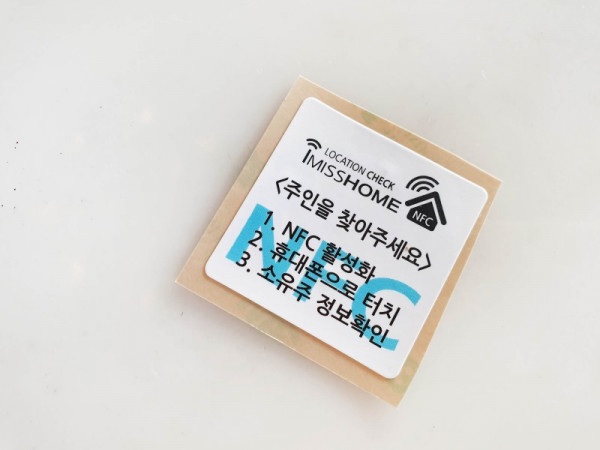 LOCATION CHECK
iMISSHOME
NFC
<주인을 찾아주세요>
1. NFC 활성화
2. 휴대폰으로 터치
3. 소유주 정보확인
NFC